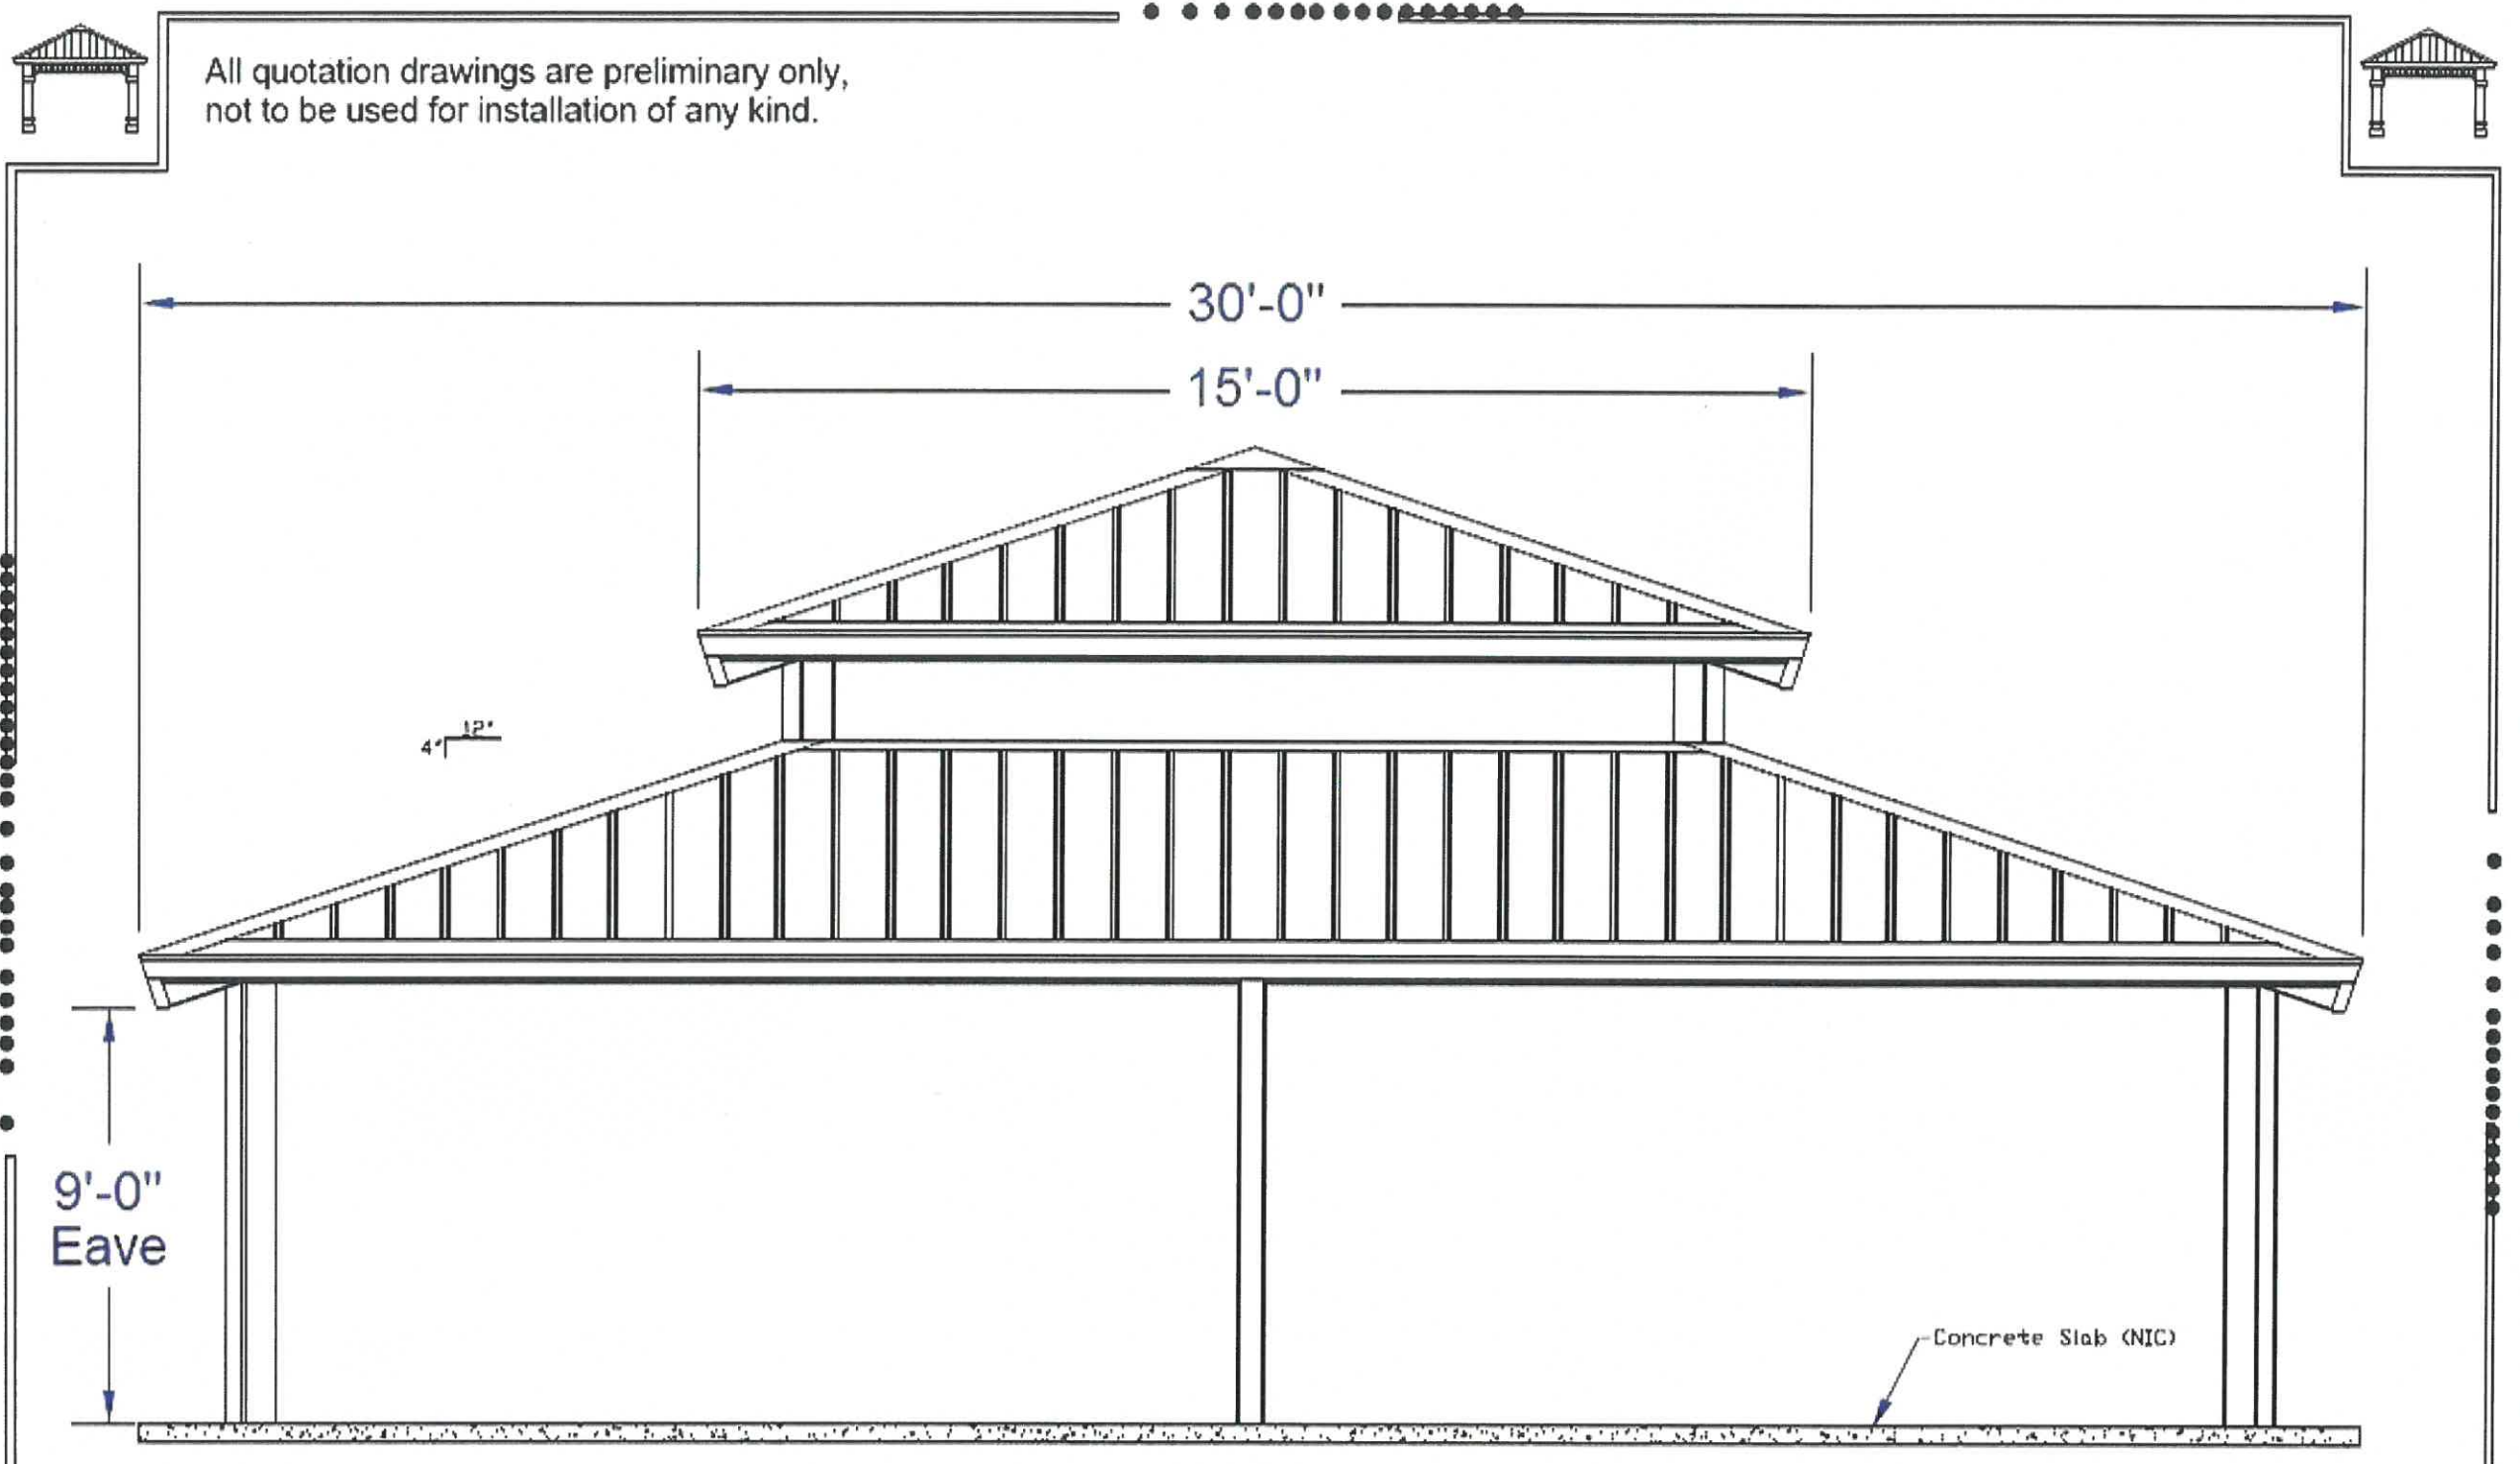 All quotation drawings are preliminary only,
not to be used for installation of any kind.
30'-0"
15'-0"
12"
4"
9'-0"
Eave
Concrete Slab (NIC)